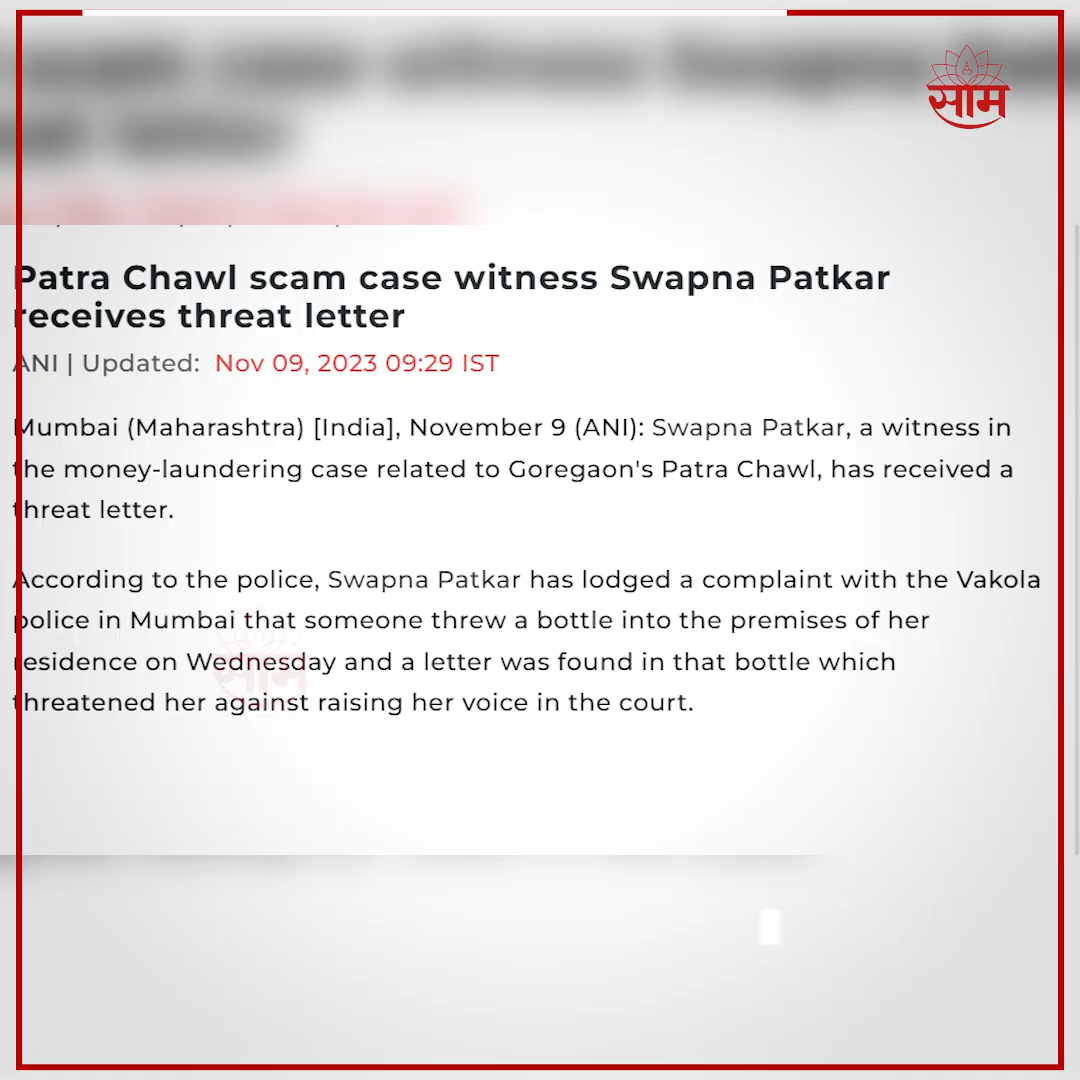 साम
Patra Chawl scam case witness Swapna Patkar
receives threat letter
ANI | Updated: Nov 09, 2023 09:29 IST
Mumbai (Maharashtra) [India], November 9 (ANI): Swapna Patkar, a witness in
the money-laundering case related to Goregaon's Patra Chawl, has received a
threat letter.
According to the police, Swapna Patkar has lodged a complaint with the Vakola
police in Mumbai that someone threw a bottle into the premises of her
residence on Wednesday and a letter was found in that bottle which
threatened her against raising her voice in the court.
साम